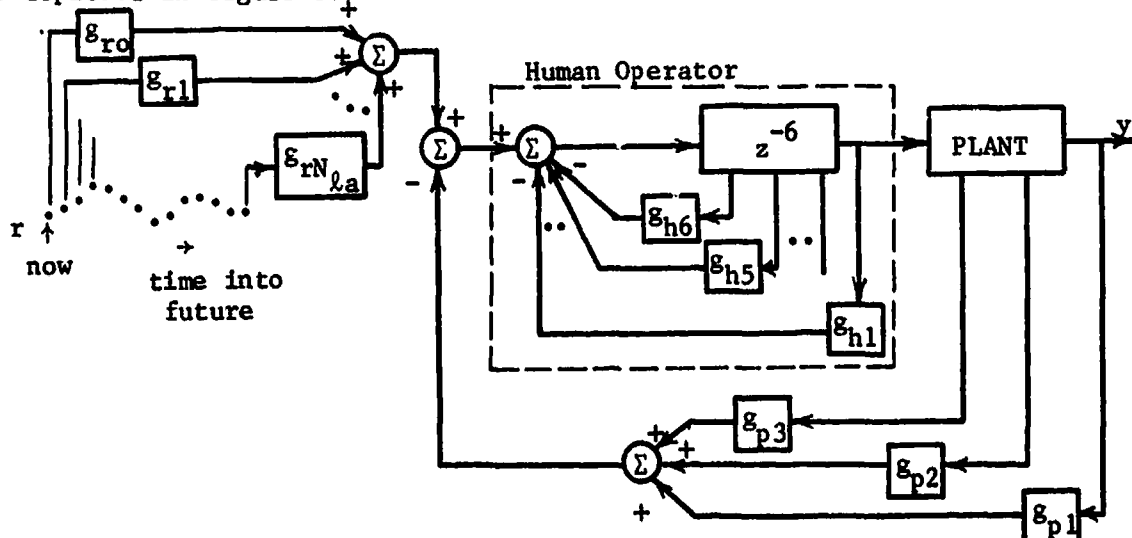 g_ro
g_r1
g_rN_ℓa
+
+
+
Σ
+
-
Σ
Human Operator
+
-
-
Σ
z^-6
PLANT
y
g_h6
g_h5
g_h1
r
now
time into
future
g_p3
g_p2
g_p1
+
+
+
Σ